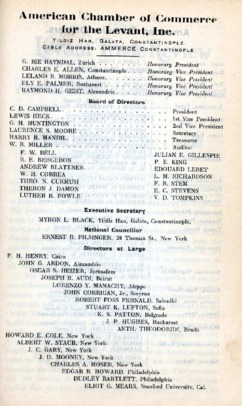 American Chamber of Commerce
for the Levant, Inc.
YILDIZ HAN, GALATA, CONSTANTINOPLE
CABLE ADDRESS: AMMERCE CONSTANTINOPLE
G. BIE RAVNDAL, Zurich . . . . Honorary President
CHARLES E. ALLEN, Constantinople . . Honorary Vice President
LELAND B. MORRIS, Athens. . . . Honorary Vice President
ELY E. PALMER, Bucharest . . . Honorary Vice President
RAYMOND H. GEIST, Alexandria. . . Honorary Vice President
Board of Directors
C. D. CAMPBELL . . . . President
LEWIS HECK . . . . 1st. Vice President
G. H. HUNTINGTON . . . . 2nd Vice President
LAURENCE S. MOORE . . . . Secretary
HARRY H. MANDIL . . . . Treasurer
W. B. MILLER . . . . Auditor
F. W. BELL
JULIAN E. GILLESPIE
E. E. BERGERON
P. E. KING
ANDREW BLATTNER
EDOUARD LEBET
W. H. CORREA
L. M. RICHARDSON
THEO N. CURMUSI
F. B. STEM
THERON J. DAMON
E. C. STEVENS
LUTHER R. FOWLE
V. D. TOMPKINS
Executive Secretary
MYRON L. BLACK, Yildiz Han, Galata, Constantinople.
National Councillor
ERNEST B. FILSINGER, 26 Thomas St., New York
Directors at Large
F. H. HENRY, Cairo
JOHN G. ARDON, Alexandria
OSCAR S. HEIZER, Jerusalem
JOSEPH B. AUDI, Beirut
LORENZO Y. MANACHY, Aleppo
JOHN CORRIGAN, Jr., Smyrna
ROBERT FOSS FERNALD, Saloniki
STUART K. LUPTON, Sofia
K. S. PATTON, Belgrade
J. P. HUGHES, Bucharest
ANTH. THEODORIDI, Braila
HOWARD E. COLE, New York
ALBERT W. STAUB, New York
J. C. GARY, New York
J. D. MOONEY, New York
CHARLES A. MOSER, New York
EDGAR B. HOWARD, Philadelphia
DUDLEY BARTLETT, Philadelphia
ELIOT G. MEARS, Stanford University, Cal.